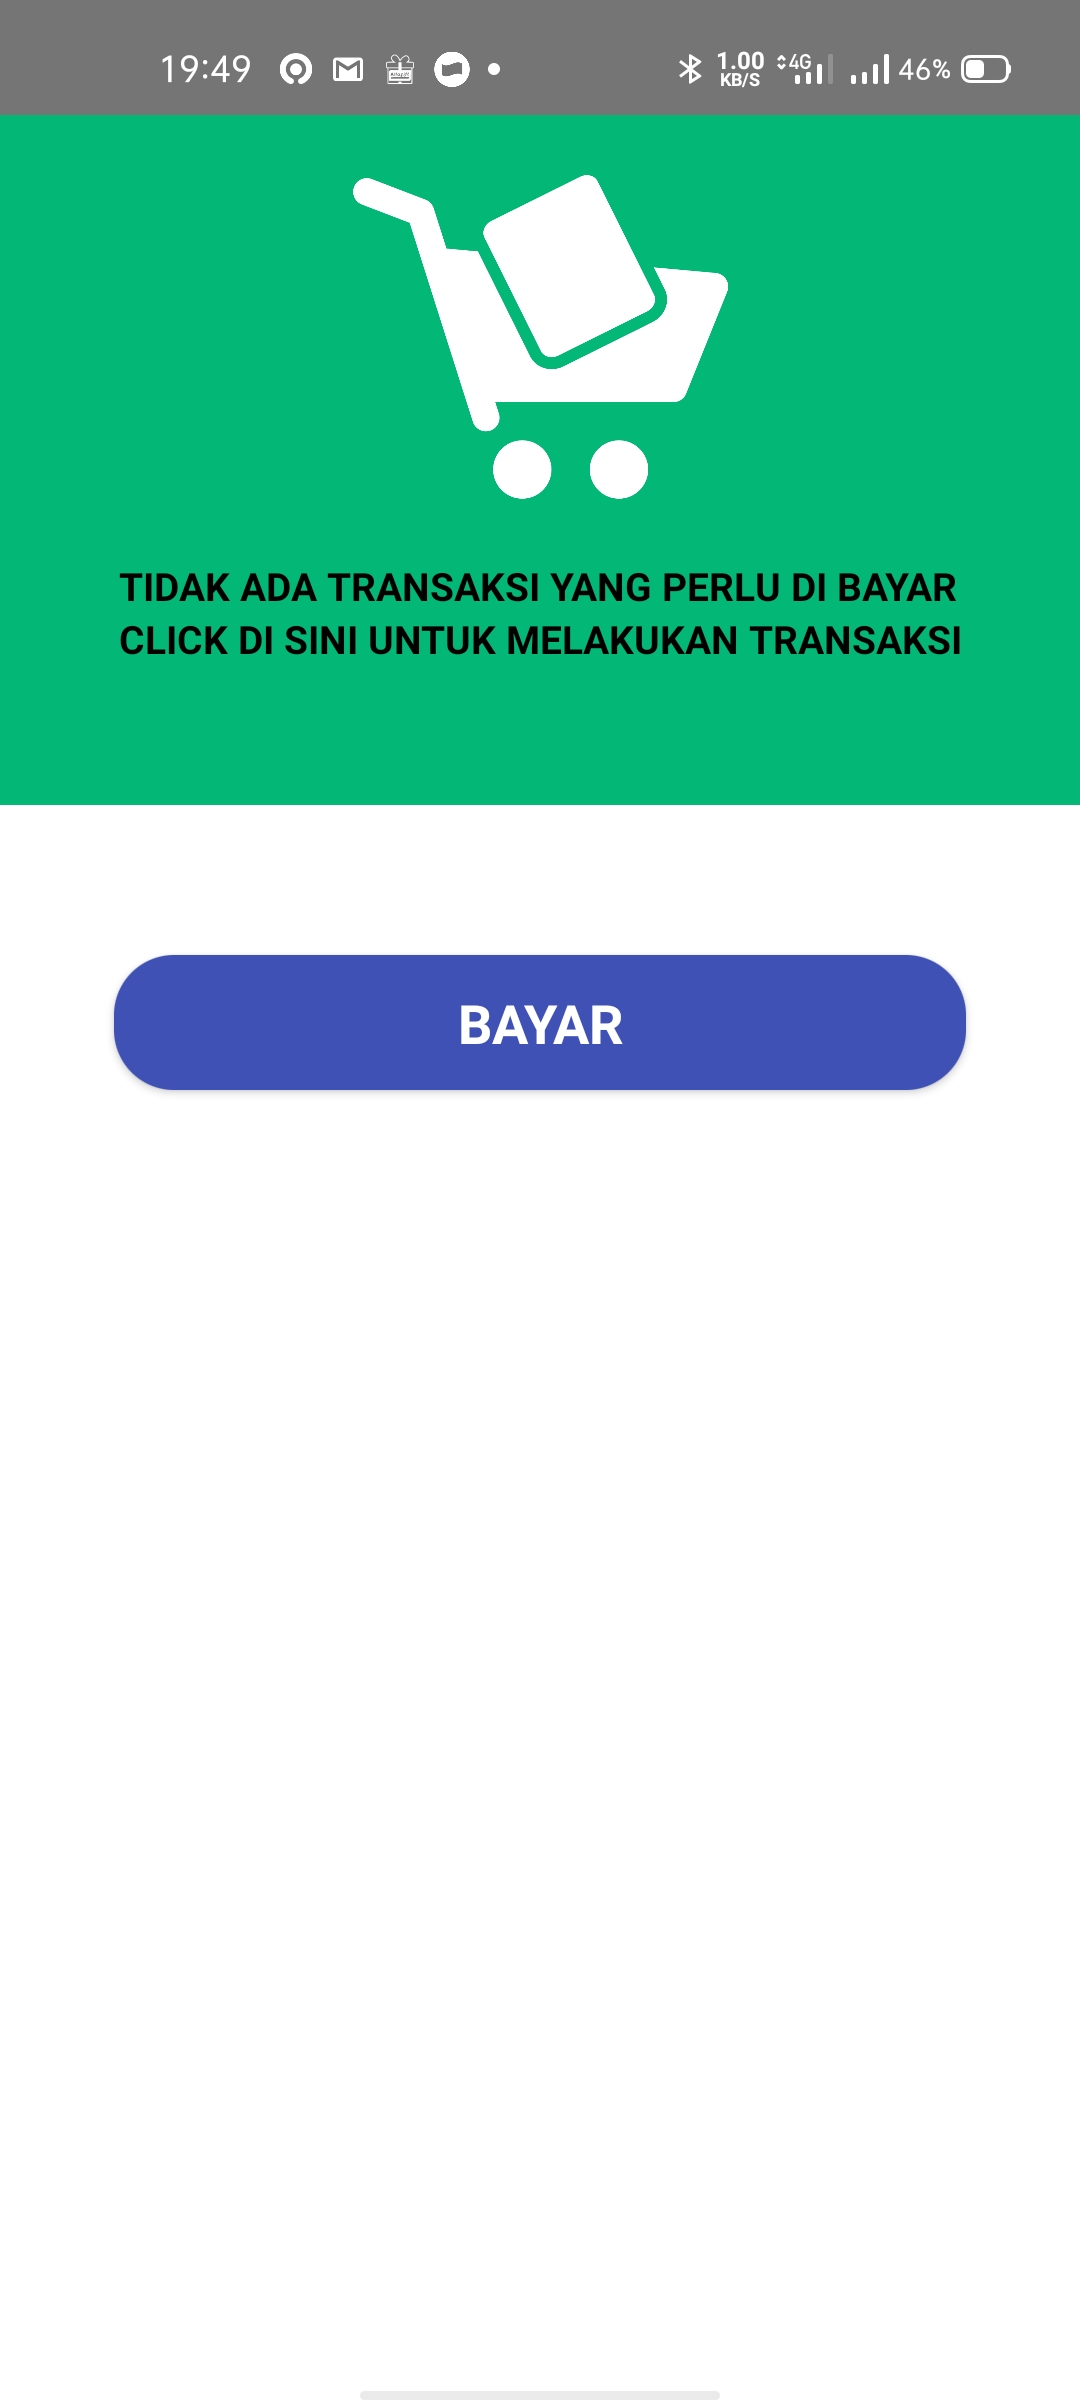 19:49
1.00 KB/S 4G 46%
TIDAK ADA TRANSAKSI YANG PERLU DI BAYAR
CLICK DI SINI UNTUK MELAKUKAN TRANSAKSI
BAYAR